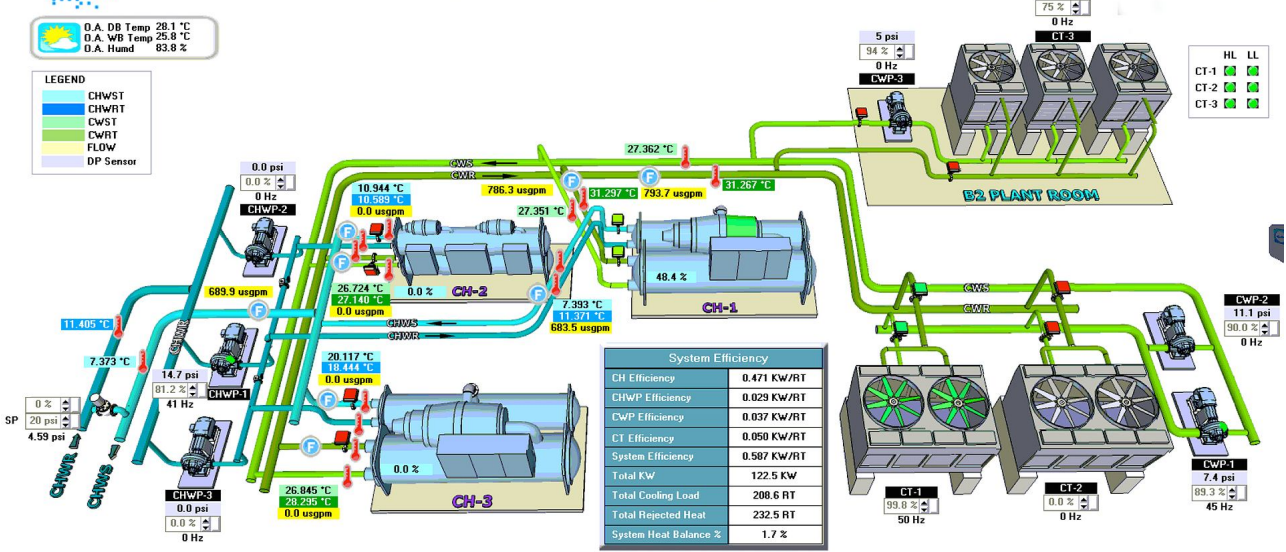 75 %
0 Hz
CT-3
O.A. DB Temp 28.1 °C
O.A. WB Temp 25.8 °C
O.A. Humd 83.8 %
5 psi
94 %
0 Hz
CWP-3
HL LL
CT-1
CT-2
CT-3
LEGEND
CHWST
CHWRT
CWST
CWRT
FLOW
DP Sensor
B2 PLANT ROOM
CWS
CWR
27.362 °C
31.267 °C
786.3 usgpm
F
31.297 °C
F
793.7 usgpm
27.351 °C
0.0 psi
0.0 %
0 Hz
CHWP-2
10.944 °C
10.589 °C
0.0 usgpm
F
F
26.724 °C
27.140 °C
0.0 usgpm
0.0 %
CH-2
48.4 %
CH-1
F
7.393 °C
11.371 °C
683.5 usgpm
689.9 usgpm
F
CHWR
CHWS
CHWR
11.405 °C
7.373 °C
14.7 psi
81.2 %
41 Hz
CHWP-1
SP
0 %
20 psi
4.59 psi
CHWR
CHWS
CHWP-3
0.0 psi
0.0 %
0 Hz
20.117 °C
18.444 °C
0.0 usgpm
F
F
26.845 °C
28.295 °C
0.0 usgpm
0.0 %
CH-3
System Efficiency
CH Efficiency 0.471 KW/RT
CHWP Efficiency 0.029 KW/RT
CWP Efficiency 0.037 KW/RT
CT Efficiency 0.050 KW/RT
System Efficiency 0.587 KW/RT
Total KW 122.5 KW
Total Cooling Load 208.6 RT
Total Rejected Heat 232.5 RT
System Heat Balance % 1.7 %
CWS
CWR
CT-1
99.8 %
50 Hz
CT-2
0.0 %
0 Hz
CWP-2
11.1 psi
90.0 %
0 Hz
CWP-1
7.4 psi
89.3 %
45 Hz